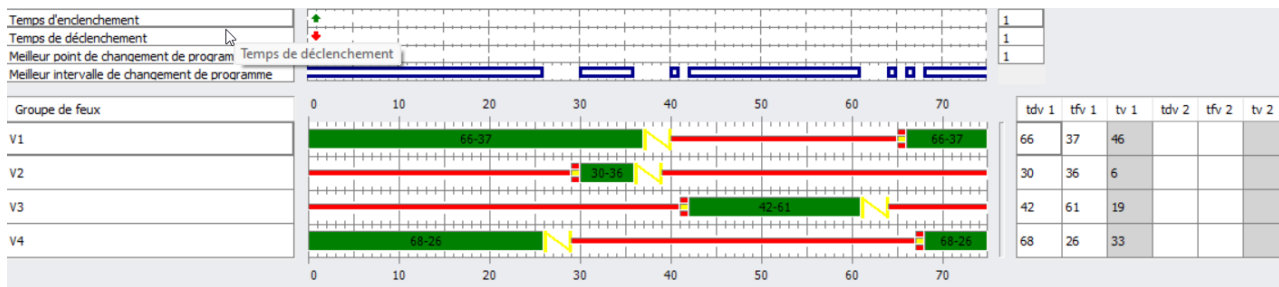 Temps d'enclenchement 1
Temps de déclenchement 1
Meilleur point de changement de program Temps de déclenchement 1
Meilleur intervalle de changement de programme
Groupe de feux 0 10 20 30 40 50 60 70 tdv 1 tfv 1 tv 1 tdv 2 tfv 2 tv 2
V1 66-37 66-37 66 37 46
V2 30-36 30 36 6
V3 42-61 42 61 19
V4 68-26 68-26 68 26 33
0 10 20 30 40 50 60 70